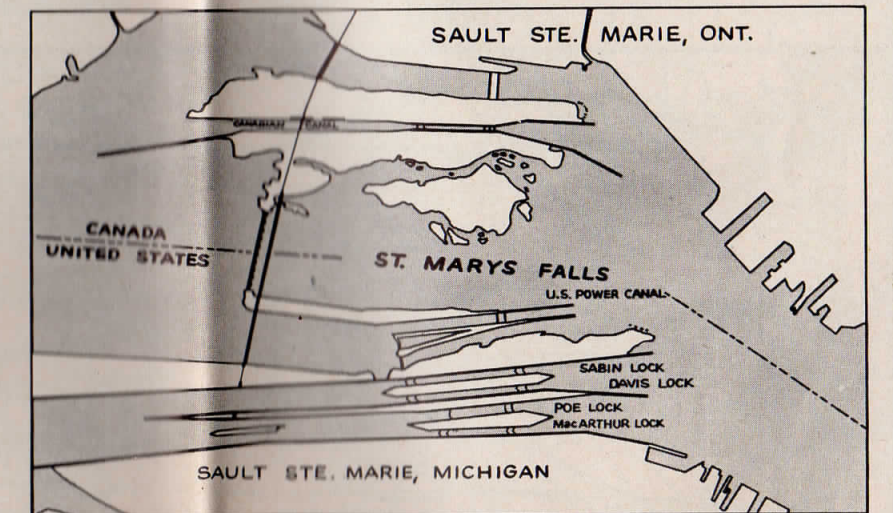 SAULT STE. MARIE, ONT.
CANADIAN CANAL
CANADA
UNITED STATES
ST. MARYS FALLS
U.S. POWER CANAL
SABIN LOCK
DAVIS LOCK
POE LOCK
MacARTHUR LOCK
SAULT STE. MARIE, MICHIGAN